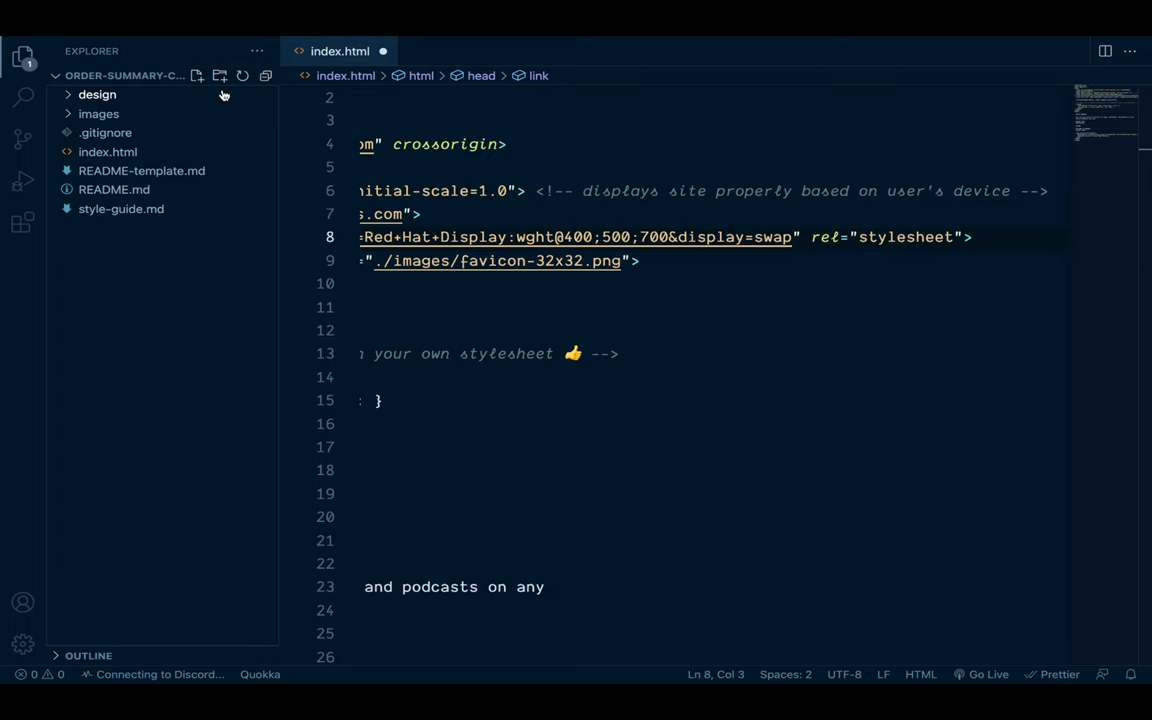 EXPLORER
index.html
1
ORDER-SUMMARY-C...
index.html > html > head > link
design
images
.gitignore
index.html
README-template.md
README.md
style-guide.md
2
3
4 om" crossorigin>
5
6 nitial-scale=1.0"> <!-- displays site properly based on user's device -->
7 s.com">
8 =Red+Hat+Display:wght@400;500;700&display=swap" rel="stylesheet">
9 ="./images/favicon-32x32.png">
10
11
12
13 n your own stylesheet 👍 -->
14
15 : }
16
17
18
19
20
21
22
23 and podcasts on any
24
25
26
OUTLINE
0 0 Connecting to Discord... Quokka Ln 8, Col 3 Spaces: 2 UTF-8 LF HTML Go Live Prettier